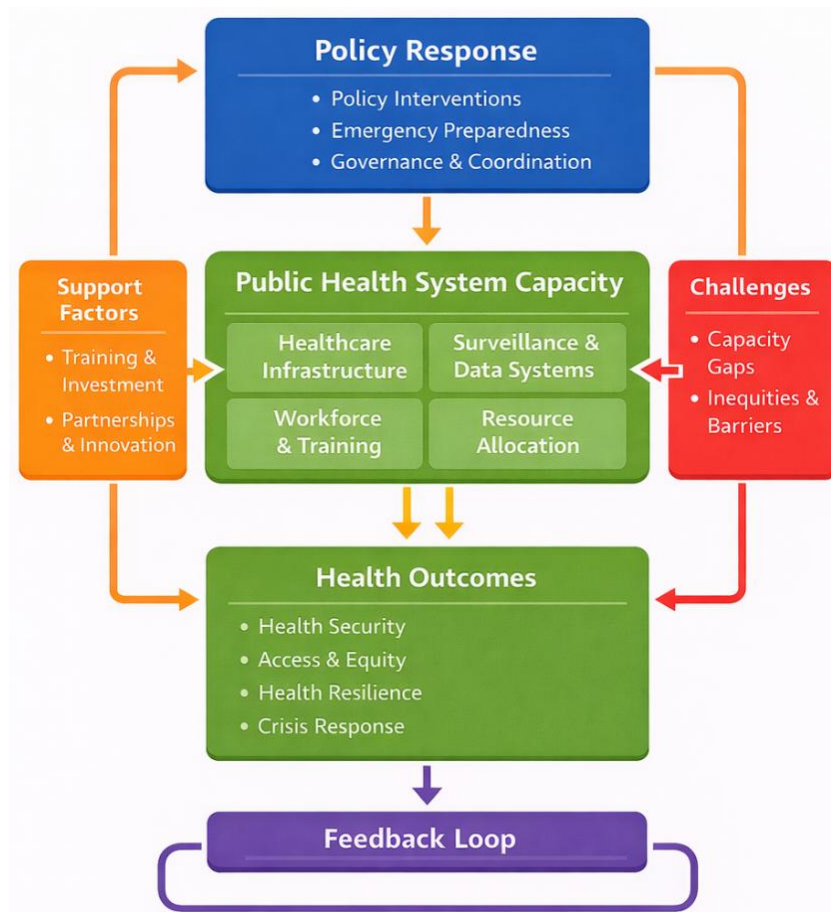 Policy Response
• Policy Interventions
• Emergency Preparedness
• Governance & Coordination
Support
Factors
• Training &
Investment
• Partnerships
& Innovation
Public Health System Capacity
Healthcare
Infrastructure
Surveillance &
Data Systems
Workforce
& Training
Resource
Allocation
Challenges
• Capacity
Gaps
• Inequities &
Barriers
Health Outcomes
• Health Security
• Access & Equity
• Health Resilience
• Crisis Response
Feedback Loop